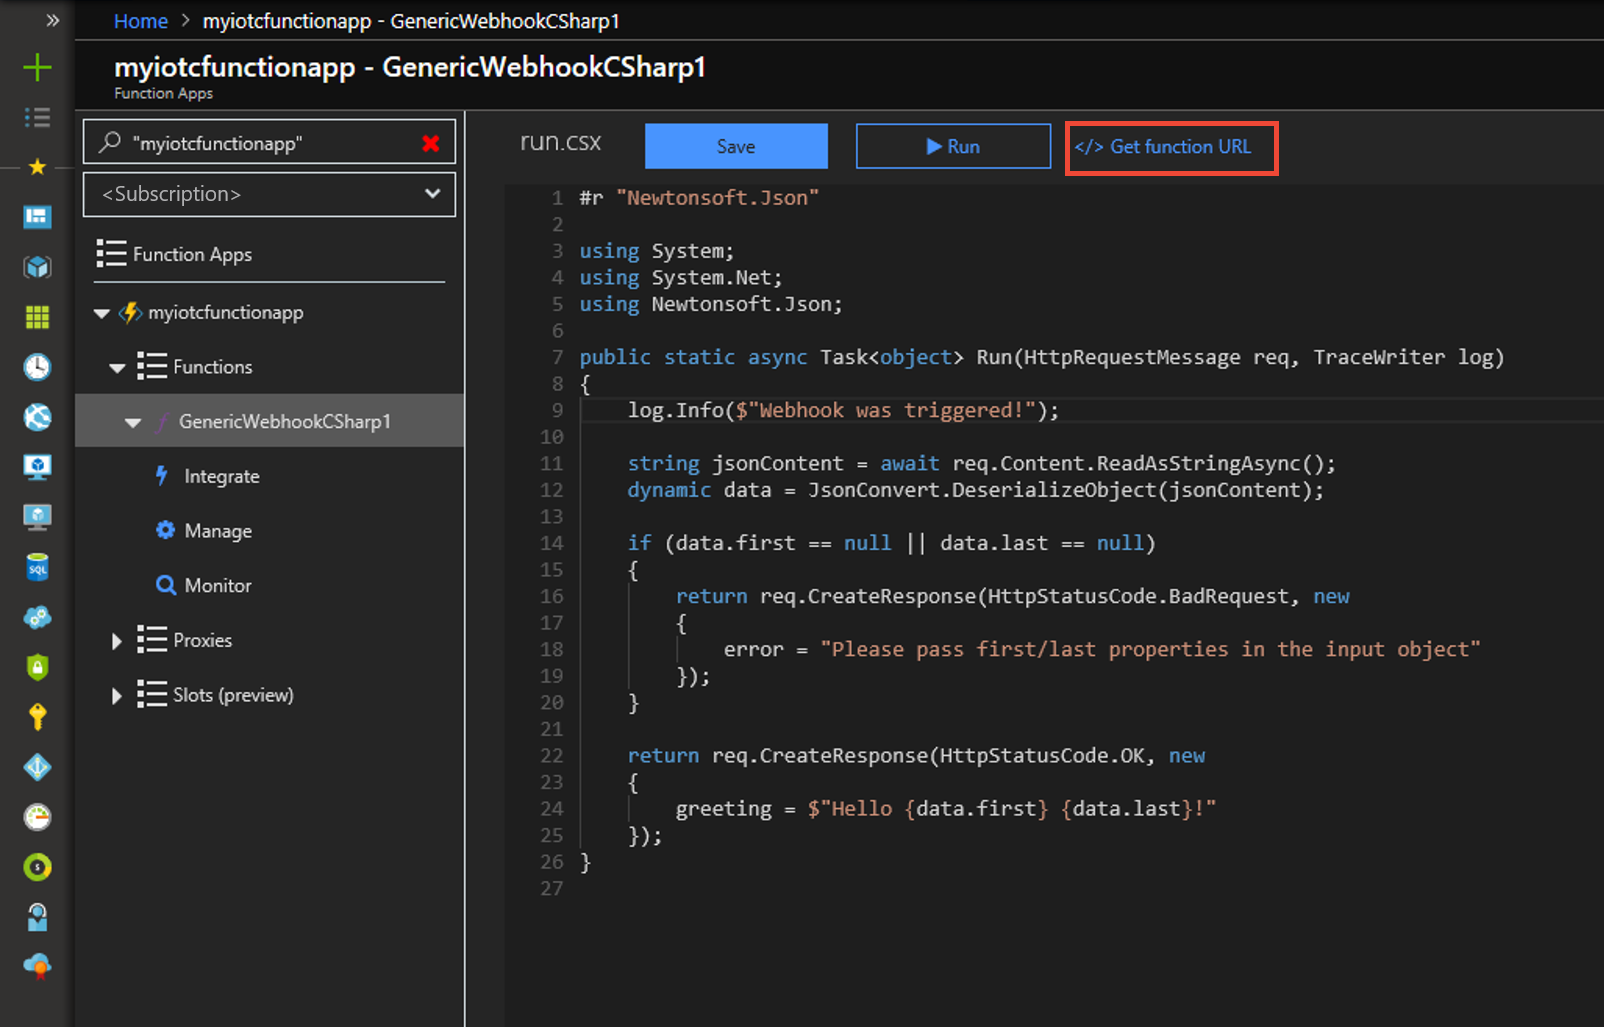 Home > myiotcfunctionapp - GenericWebhookCSharp1
myiotcfunctionapp - GenericWebhookCSharp1
Function Apps
"myiotcfunctionapp"
<Subscription>
Function Apps
myiotcfunctionapp
Functions
GenericWebhookCSharp1
Integrate
Manage
Monitor
Proxies
Slots (preview)
SQL
run.csx
Save
Run
</> Get function URL
1 #r "Newtonsoft.Json"
2
3 using System;
4 using System.Net;
5 using Newtonsoft.Json;
6
7 public static async Task<object> Run(HttpRequestMessage req, TraceWriter log)
8 {
9     log.Info($"Webhook was triggered!");
10
11     string jsonContent = await req.Content.ReadAsStringAsync();
12     dynamic data = JsonConvert.DeserializeObject(jsonContent);
13
14     if (data.first == null || data.last == null)
15     {
16         return req.CreateResponse(HttpStatusCode.BadRequest, new
17         {
18             error = "Please pass first/last properties in the input object"
19         });
20     }
21
22     return req.CreateResponse(HttpStatusCode.OK, new
23     {
24         greeting = $"Hello {data.first} {data.last}!"
25     });
26 }
27